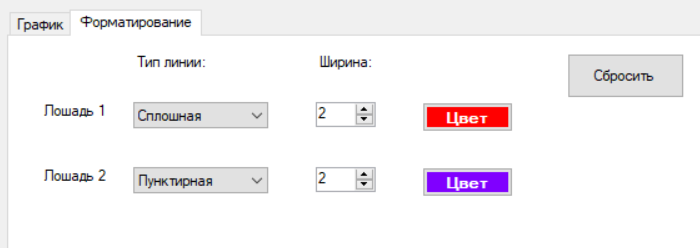 График Форматирование
Тип линии: Ширина:
Сбросить
Лошадь 1 Сплошная 2 Цвет
Лошадь 2 Пунктирная 2 Цвет